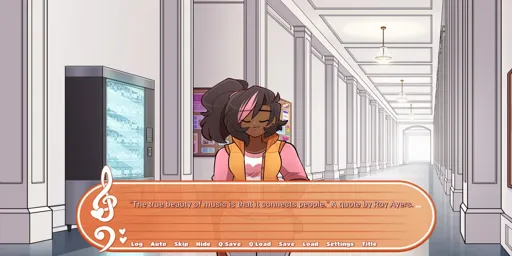 "The true beauty of music is that it connects people." A quote by Roy Ayers.
Log Auto Skip Hide Q.Save Q.Load Save Load Settings Title